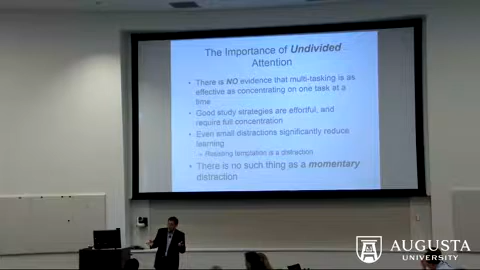 The Importance of Undivided
Attention
• There is NO evidence that multi-tasking is as
effective as concentrating on one task at a
time
• Good study strategies are effortful, and
require full concentration
• Even small distractions significantly reduce
learning
– Resisting temptation is a distraction
• There is no such thing as a momentary
distraction
AUGUSTA
UNIVERSITY